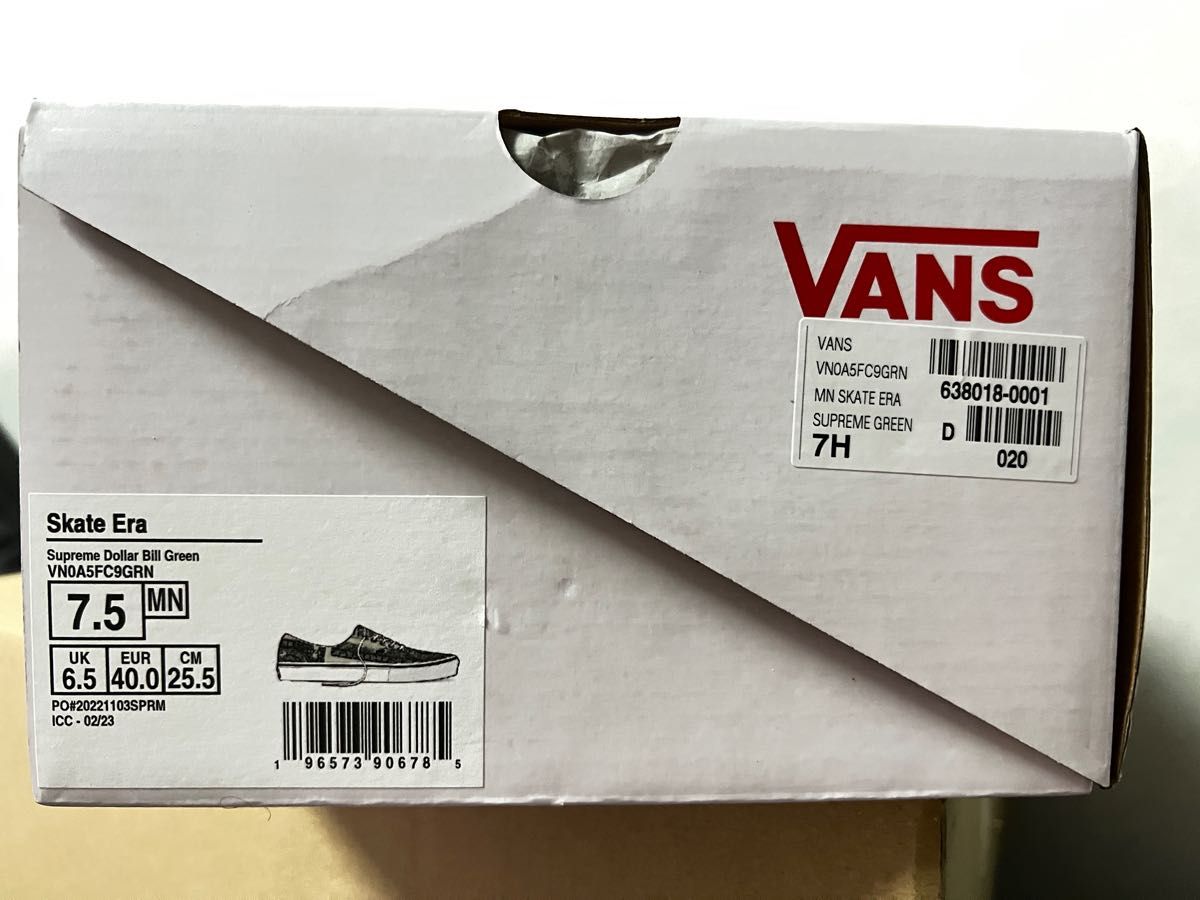 VANS
VANS
VN0A5FC9GRN
MN SKATE ERA
SUPREME GREEN
7H
638018-0001
D
020
Skate Era
Supreme Dollar Bill Green
VN0A5FC9GRN
7.5 MN
UK EUR CM
6.5 40.0 25.5
PO#20221103SPRM
ICC - 02/23
1 96573 90678 5